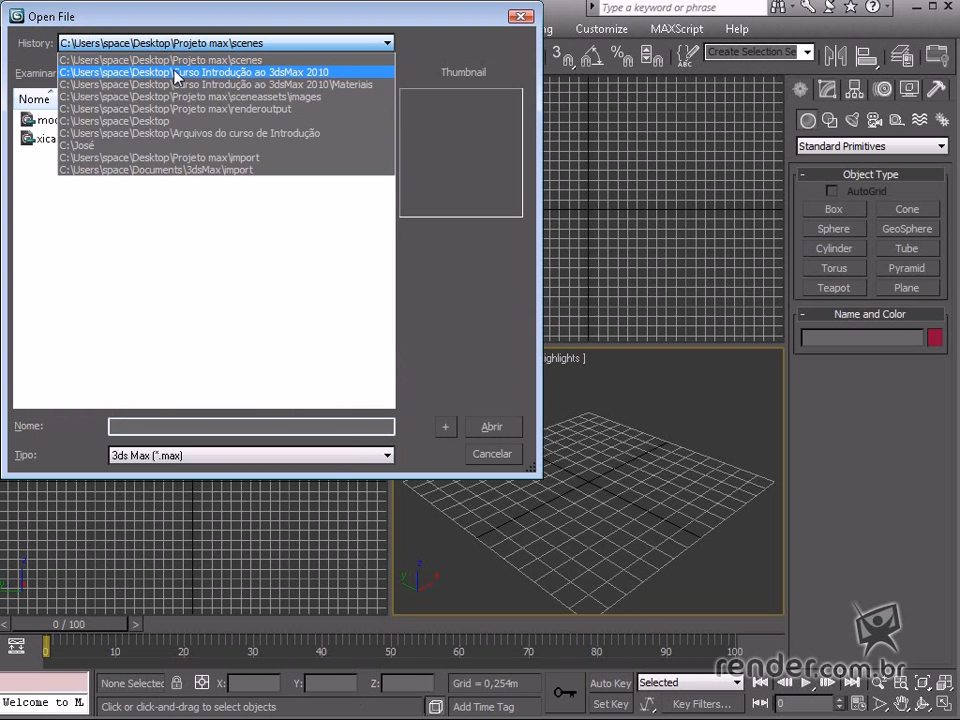 Open File
Type a keyword or phrase
History: C:\Users\space\Desktop\Projeto max\scenes
C:\Users\space\Desktop\Projeto max\scenes
C:\Users\space\Desktop\Curso Introdução ao 3dsMax 2010
C:\Users\space\Desktop\Curso Introdução ao 3dsMax 2010\Materiais
C:\Users\space\Desktop\Projeto max\sceneassets\images
C:\Users\space\Desktop\Projeto max\renderoutput
C:\Users\space\Desktop
C:\Users\space\Desktop\Arquivos do curso de Introdução
C:\José
C:\Users\space\Desktop\Projeto max\import
C:\Users\space\Documents\3dsMax\import
Examinar
Thumbnail
Nome
xica
Nome:
+
Abrir
Tipo: 3ds Max (*.max)
Cancelar
Customize MAXScript Help
3
%
ABC
Create Selection Se
Standard Primitives
- Object Type
AutoGrid
Box Cone
Sphere GeoSphere
Cylinder Tube
Torus Pyramid
Teapot Plane
- Name and Color
ighlights ]
z
y x
z
y
< 0 / 100 >
0 10 20 30 40 50 60 70 80 90 100
None Selected X: Y: Z: Grid = 0,254m Auto Key Selected
Welcome to M
Click or click-and-drag to select objects Add Time Tag Set Key Key Filters... 0
render.com.br